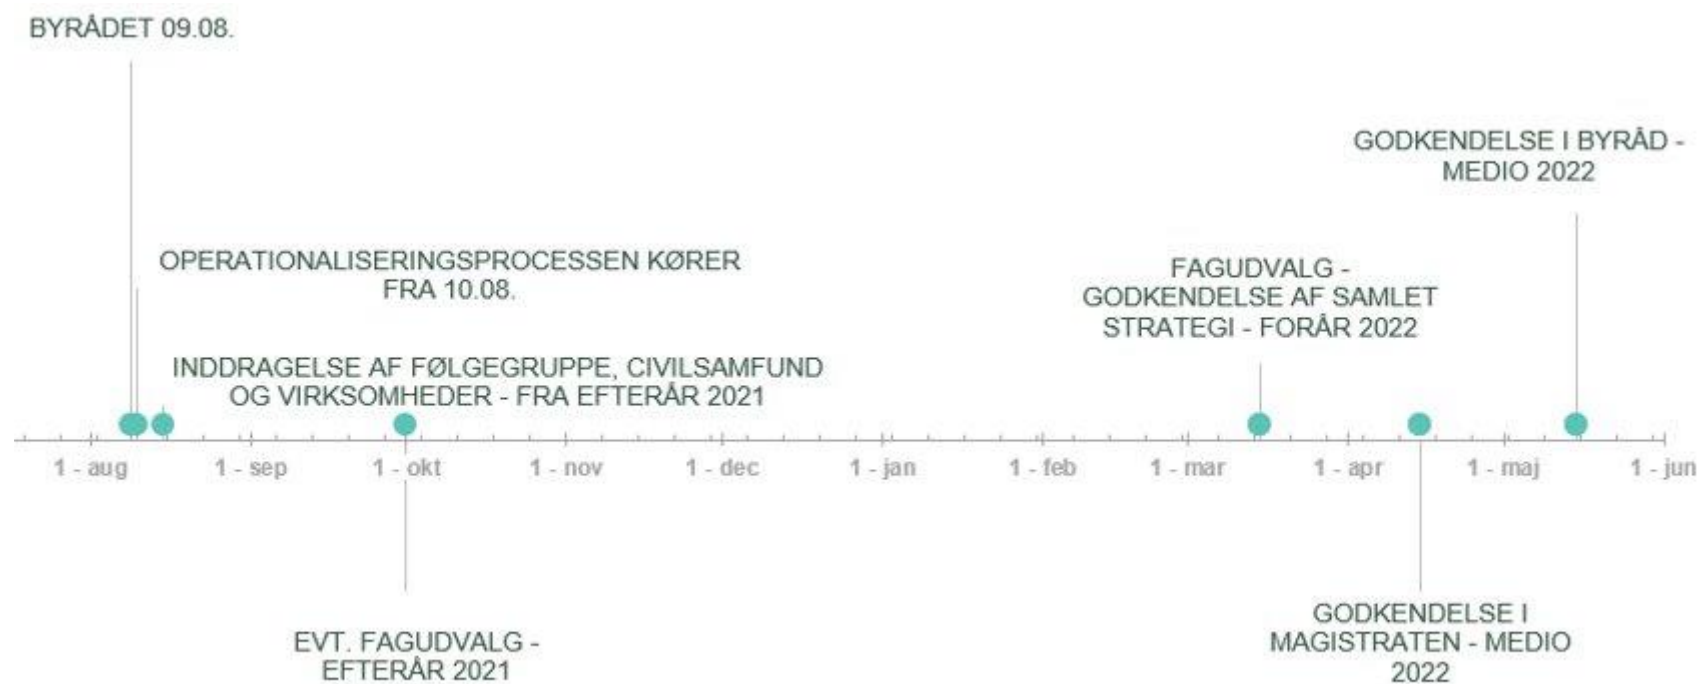 BYRÅDET 09.08.
GODKENDELSE I BYRÅD -
MEDIO 2022
OPERATIONALISERINGSPROCESSEN KØRER
FRA 10.08.
FAGUDVALG -
GODKENDELSE AF SAMLET
STRATEGI - FORÅR 2022
INDDRAGELSE AF FØLGEGRUPPE, CIVILSAMFUND
OG VIRKSOMHEDER - FRA EFTERÅR 2021
1 - aug
1 - sep
1 - okt
1 - nov
1 - dec
1 - jan
1 - feb
1 - mar
1 - apr
1 - maj
1 - jun
EVT. FAGUDVALG -
EFTERÅR 2021
GODKENDELSE I
MAGISTRATEN - MEDIO
2022